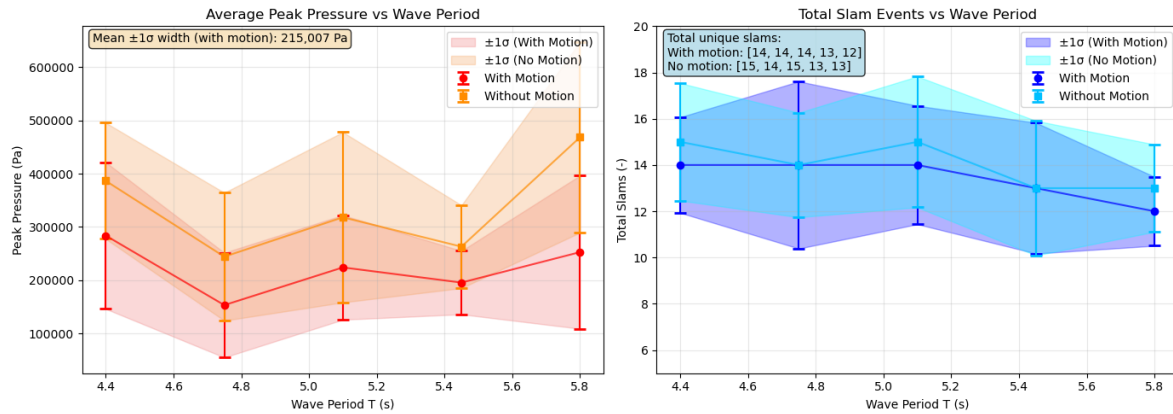 Average Peak Pressure vs Wave Period
Mean ±1σ width (with motion): 215,007 Pa
±1σ (With Motion)
±1σ (No Motion)
With Motion
Without Motion
Peak Pressure (Pa)
600000
500000
400000
300000
200000
100000
4.4 4.6 4.8 5.0 5.2 5.4 5.6 5.8
Wave Period T (s)
Total Slam Events vs Wave Period
Total unique slams:
With motion: [14, 14, 14, 13, 12]
No motion: [15, 14, 15, 13, 13]
±1σ (With Motion)
±1σ (No Motion)
With Motion
Without Motion
Total Slams (-)
20
18
16
14
12
10
8
6
4.4 4.6 4.8 5.0 5.2 5.4 5.6 5.8
Wave Period T (s)